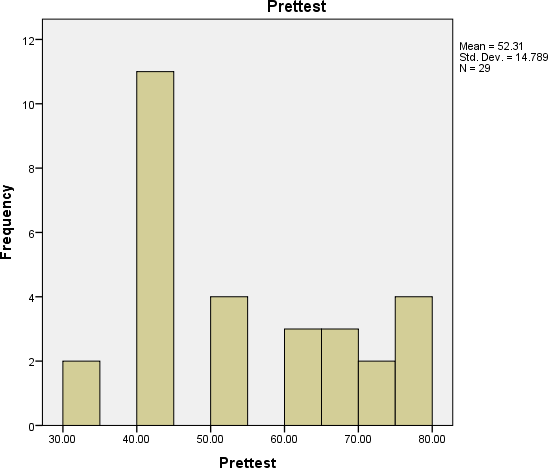 Prettest
Mean = 52.31
Std. Dev. = 14.789
N = 29
12
10
8
6
4
2
0
Frequency
30.00 40.00 50.00 60.00 70.00 80.00
Prettest